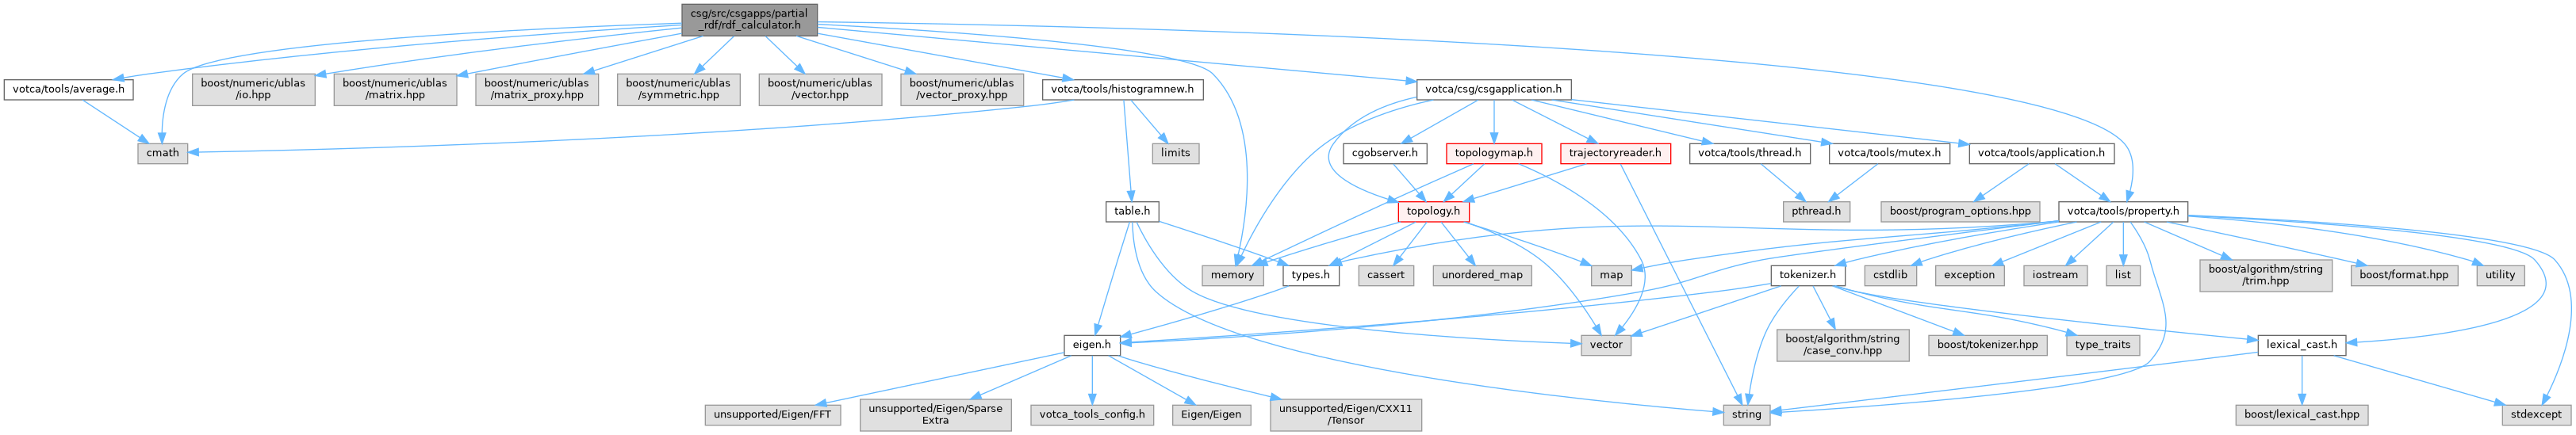 csg/src/csgapps/partial
_rdf/rdf_calculator.h
votca/tools/average.h
boost/numeric/ublas
/io.hpp
boost/numeric/ublas
/matrix.hpp
boost/numeric/ublas
/matrix_proxy.hpp
boost/numeric/ublas
/symmetric.hpp
boost/numeric/ublas
/vector.hpp
boost/numeric/ublas
/vector_proxy.hpp
votca/tools/histogramnew.h
votca/csg/csgapplication.h
cmath
limits
cgobserver.h
topologymap.h
trajectoryreader.h
votca/tools/thread.h
votca/tools/mutex.h
votca/tools/application.h
table.h
topology.h
pthread.h
boost/program_options.hpp
votca/tools/property.h
memory
types.h
cassert
unordered_map
map
tokenizer.h
cstdlib
exception
iostream
list
boost/algorithm/string
/trim.hpp
boost/format.hpp
utility
eigen.h
vector
boost/algorithm/string
/case_conv.hpp
boost/tokenizer.hpp
type_traits
lexical_cast.h
unsupported/Eigen/FFT
unsupported/Eigen/Sparse
Extra
votca_tools_config.h
Eigen/Eigen
unsupported/Eigen/CXX11
/Tensor
string
boost/lexical_cast.hpp
stdexcept